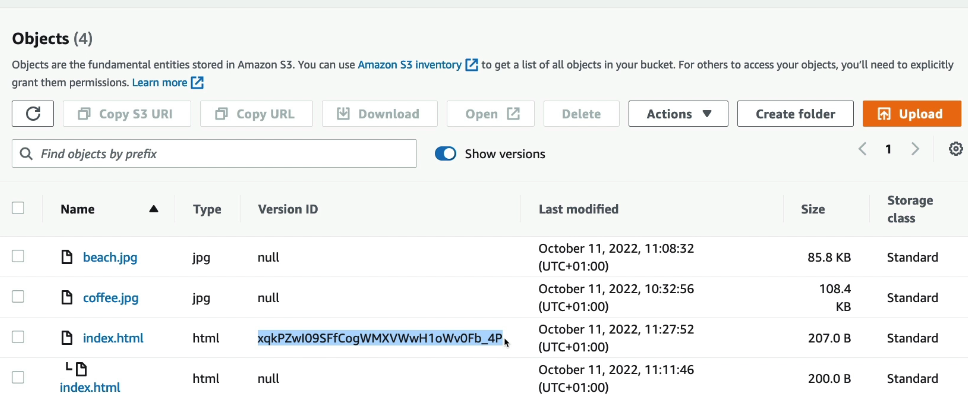 Objects (4)
Objects are the fundamental entities stored in Amazon S3. You can use Amazon S3 inventory to get a list of all objects in your bucket. For others to access your objects, you'll need to explicitly
grant them permissions. Learn more
Copy S3 URI Copy URL Download Open Delete Actions Create folder Upload
Find objects by prefix Show versions 1
Name Type Version ID Last modified Size Storage
class
beach.jpg jpg null October 11, 2022, 11:08:32
(UTC+01:00) 85.8 KB Standard
coffee.jpg jpg null October 11, 2022, 10:32:56
(UTC+01:00) 108.4
KB Standard
index.html html xqkPZwI09SFfCogWMXVWwH1oWv0Fb_4P October 11, 2022, 11:27:52
(UTC+01:00) 207.0 B Standard
index.html html null October 11, 2022, 11:11:46
(UTC+01:00) 200.0 B Standard